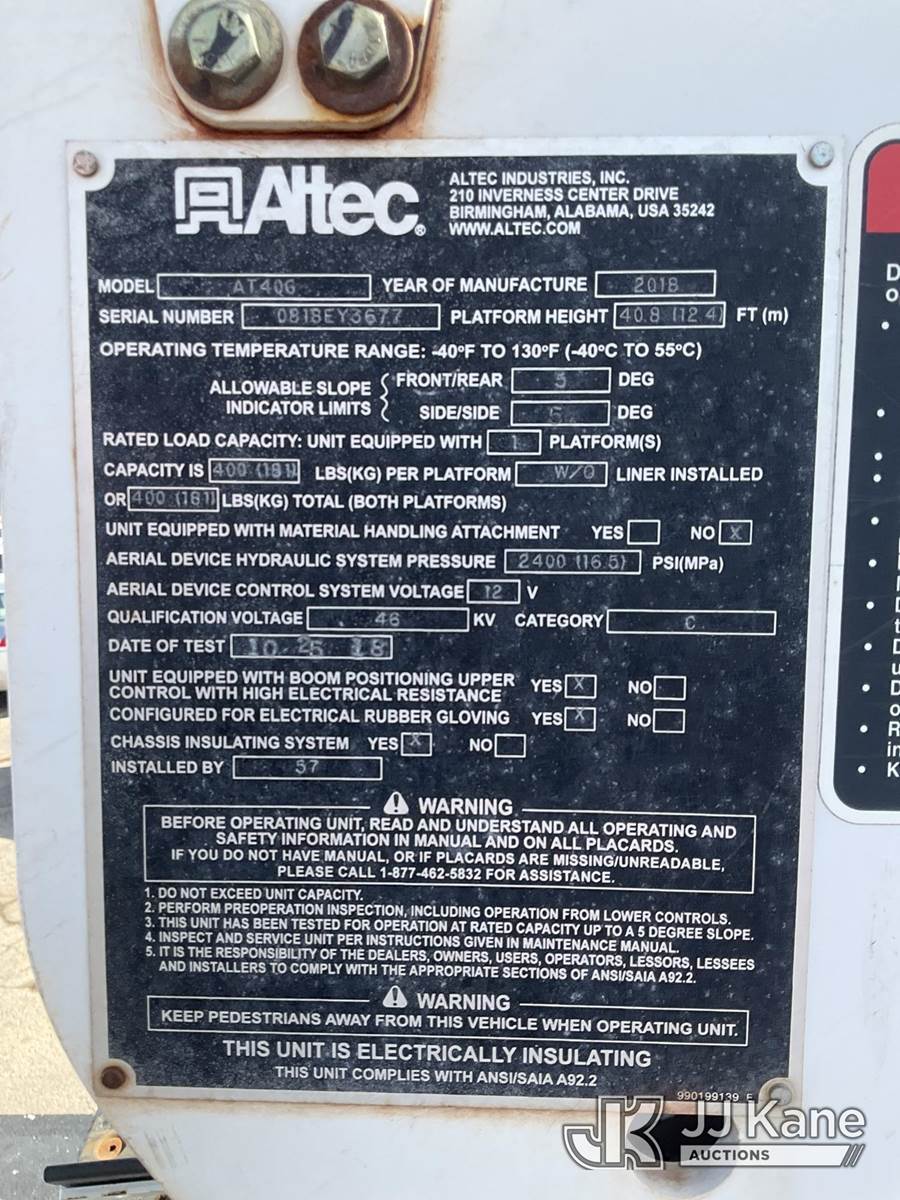 Altec®
ALTEC INDUSTRIES, INC.
210 INVERNESS CENTER DRIVE
BIRMINGHAM, ALABAMA, USA 35242
WWW.ALTEC.COM
MODEL AT40G YEAR OF MANUFACTURE 2018
SERIAL NUMBER 0818EY3677 PLATFORM HEIGHT 40.8 (12.4) FT (m)
OPERATING TEMPERATURE RANGE: -40°F TO 130°F (-40°C TO 55°C)
ALLOWABLE SLOPE INDICATOR LIMITS
FRONT/REAR 5 DEG
SIDE/SIDE 5 DEG
RATED LOAD CAPACITY: UNIT EQUIPPED WITH 1 PLATFORM(S)
CAPACITY IS 400 (181) LBS(KG) PER PLATFORM W/O LINER INSTALLED
OR 400 (181) LBS(KG) TOTAL (BOTH PLATFORMS)
UNIT EQUIPPED WITH MATERIAL HANDLING ATTACHMENT YES NO X
AERIAL DEVICE HYDRAULIC SYSTEM PRESSURE 2400 (16.5) PSI(MPa)
AERIAL DEVICE CONTROL SYSTEM VOLTAGE 12 V
QUALIFICATION VOLTAGE 46 KV CATEGORY C
DATE OF TEST 10 25 18
UNIT EQUIPPED WITH BOOM POSITIONING UPPER
CONTROL WITH HIGH ELECTRICAL RESISTANCE YES X NO
CONFIGURED FOR ELECTRICAL RUBBER GLOVING YES X NO
CHASSIS INSULATING SYSTEM YES X NO
INSTALLED BY 57
WARNING
BEFORE OPERATING UNIT, READ AND UNDERSTAND ALL OPERATING AND
SAFETY INFORMATION IN MANUAL AND ON ALL PLACARDS.
IF YOU DO NOT HAVE MANUAL, OR IF PLACARDS ARE MISSING/UNREADABLE,
PLEASE CALL 1-877-462-5832 FOR ASSISTANCE.
1. DO NOT EXCEED UNIT CAPACITY.
2. PERFORM PREOPERATION INSPECTION, INCLUDING OPERATION FROM LOWER CONTROLS.
3. THIS UNIT HAS BEEN TESTED FOR OPERATION AT RATED CAPACITY UP TO A 5 DEGREE SLOPE.
4. INSPECT AND SERVICE UNIT PER INSTRUCTIONS GIVEN IN MAINTENANCE MANUAL.
5. IT IS THE RESPONSIBILITY OF THE DEALERS, OWNERS, USERS, OPERATORS, LESSORS, LESSEES
AND INSTALLERS TO COMPLY WITH THE APPROPRIATE SECTIONS OF ANSI/SAIA A92.2.
WARNING
KEEP PEDESTRIANS AWAY FROM THIS VEHICLE WHEN OPERATING UNIT.
THIS UNIT IS ELECTRICALLY INSULATING
THIS UNIT COMPLIES WITH ANSI/SAIA A92.2
990199139 E
JK JJ Kane
AUCTIONS